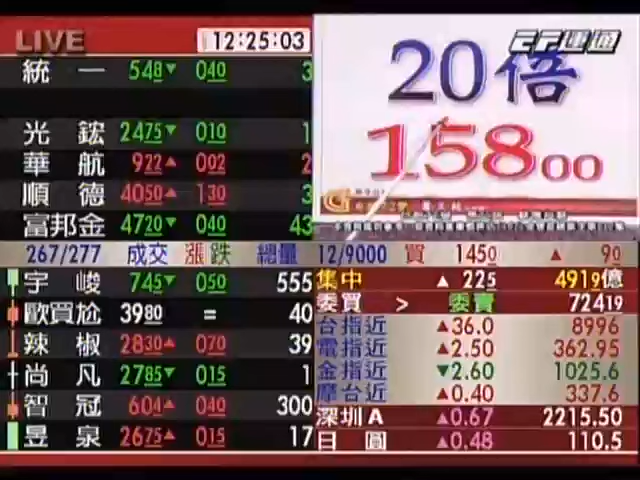 LIVE
12:25:03
統一 548▼ 040 3
光鋐 2475▼ 010 1
華航 922▲ 002 2
順德 4050▲ 130 3
富邦金 4720▼ 040 43
267/277 成交 漲跌 總量
宇峻 745▼ 050 555
歐買尬 3980 = 40
辣椒 2830▲ 070 39
尚凡 2785▼ 015 1
智冠 604▲ 040 300
昱泉 2675▲ 015 17
20倍
15800
12/9000 買 1450 ▲ 90
集中 ▲ 225 4919億
委買 > 委賣 72419
台指近 ▲36.0 8996
電指近 ▲2.50 362.95
金指近 ▼2.60 1025.6
摩台近 ▲0.40 337.6
深圳A ▲0.67 2215.50
日圓 ▲0.48 110.5